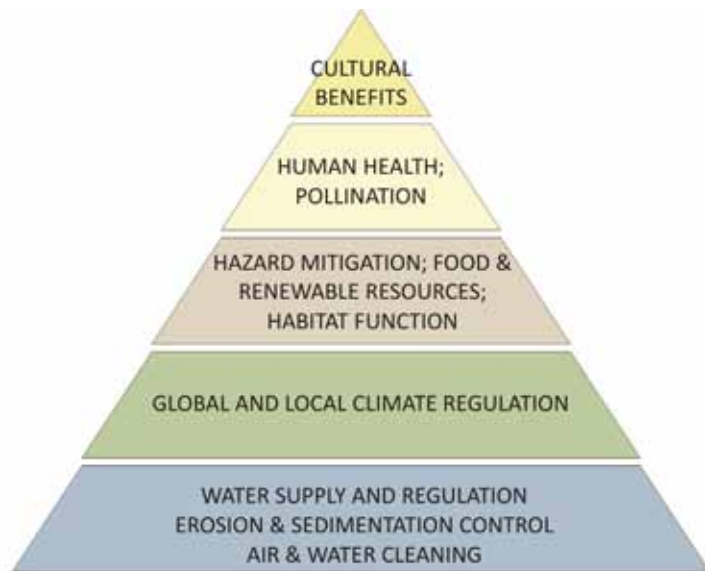 CULTURAL
BENEFITS
HUMAN HEALTH;
POLLINATION
HAZARD MITIGATION; FOOD &
RENEWABLE RESOURCES;
HABITAT FUNCTION
GLOBAL AND LOCAL CLIMATE REGULATION
WATER SUPPLY AND REGULATION
EROSION & SEDIMENTATION CONTROL
AIR & WATER CLEANING